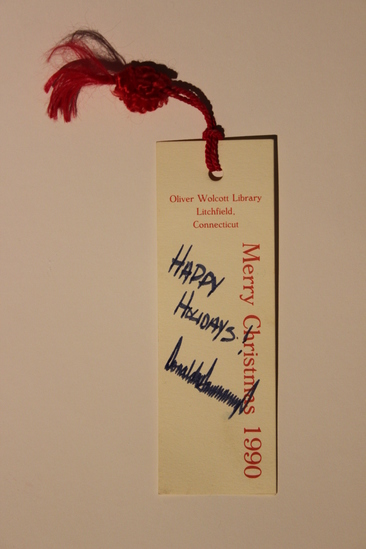 Oliver Wolcott Library
Litchfield,
Connecticut
Merry Christmas 1990
HAPPY
HOLIDAYS!